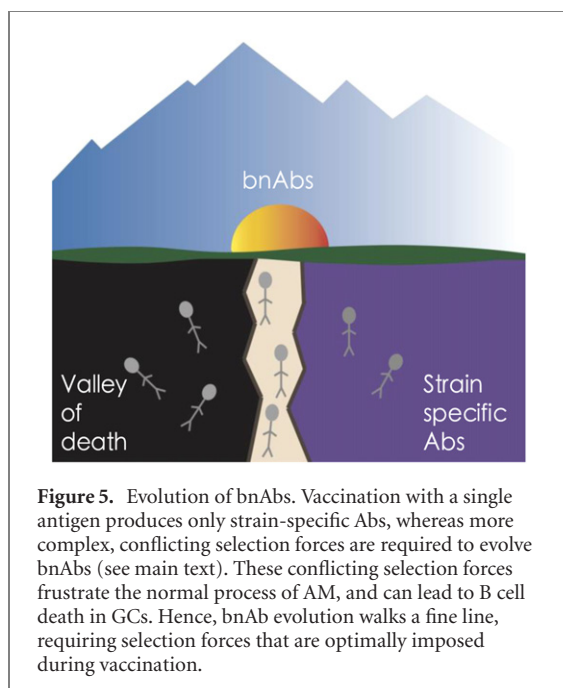 bnAbs
Valley
of
death
Strain
specific
Abs
Figure 5. Evolution of bnAbs. Vaccination with a single
antigen produces only strain-specific Abs, whereas more
complex, conflicting selection forces are required to evolve
bnAbs (see main text). These conflicting selection forces
frustrate the normal process of AM, and can lead to B cell
death in GCs. Hence, bnAb evolution walks a fine line,
requiring selection forces that are optimally imposed
during vaccination.